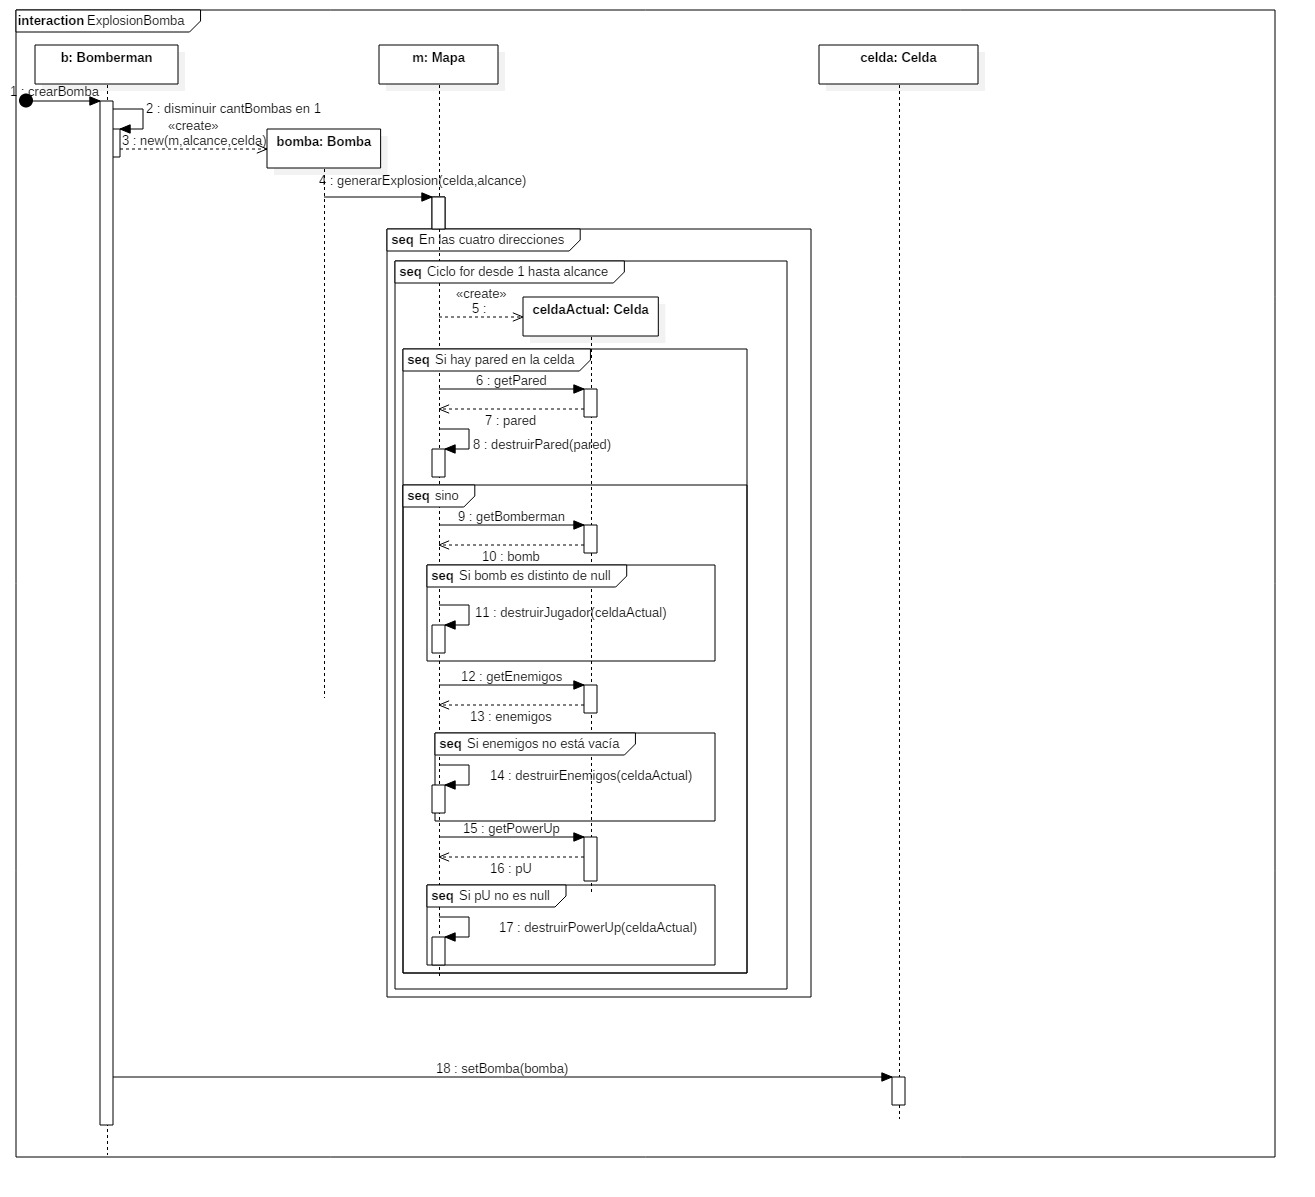 interaction ExplosionBomba
b: Bomberman
m: Mapa
celda: Celda
1 : crearBomba
2 : disminuir cantBombas en 1
«create»
3 : new(m,alcance,celda)
bomba: Bomba
4 : generarExplosion(celda,alcance)
seq En las cuatro direcciones
seq Ciclo for desde 1 hasta alcance
«create»
5 :
celdaActual: Celda
seq Si hay pared en la celda
6 : getPared
7 : pared
8 : destruirPared(pared)
seq sino
9 : getBomberman
10 : bomb
seq Si bomb es distinto de null
11 : destruirJugador(celdaActual)
12 : getEnemigos
13 : enemigos
seq Si enemigos no está vacía
14 : destruirEnemigos(celdaActual)
15 : getPowerUp
16 : pU
seq Si pU no es null
17 : destruirPowerUp(celdaActual)
18 : setBomba(bomba)